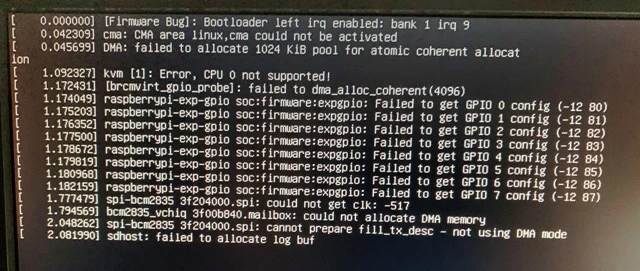 [    0.000000] [Firmware Bug]: Bootloader left irq enabled: bank 1 irq 9
[    0.042309] cma: CMA area linux,cma could not be activated
[    0.045699] DMA: failed to allocate 1024 KiB pool for atomic coherent allocat
ion
[    1.092327] kvm [1]: Error, CPU 0 not supported!
[    1.172431] [brcmvirt_gpio_probe]: failed to dma_alloc_coherent(4096)
[    1.174049] raspberrypi-exp-gpio soc:firmware:expgpio: Failed to get GPIO 0 config (-12 80)
[    1.175203] raspberrypi-exp-gpio soc:firmware:expgpio: Failed to get GPIO 1 config (-12 81)
[    1.176352] raspberrypi-exp-gpio soc:firmware:expgpio: Failed to get GPIO 2 config (-12 82)
[    1.177500] raspberrypi-exp-gpio soc:firmware:expgpio: Failed to get GPIO 3 config (-12 83)
[    1.178672] raspberrypi-exp-gpio soc:firmware:expgpio: Failed to get GPIO 4 config (-12 84)
[    1.179819] raspberrypi-exp-gpio soc:firmware:expgpio: Failed to get GPIO 5 config (-12 85)
[    1.180968] raspberrypi-exp-gpio soc:firmware:expgpio: Failed to get GPIO 6 config (-12 86)
[    1.182159] raspberrypi-exp-gpio soc:firmware:expgpio: Failed to get GPIO 7 config (-12 87)
[    1.777479] spi-bcm2835 3f204000.spi: could not get clk: -517
[    1.794569] bcm2835_vchiq 3f00b840.mailbox: could not allocate DMA memory
[    2.048262] spi-bcm2835 3f204000.spi: cannot prepare fill_tx_desc - not using DMA mode
[    2.081990] sdhost: failed to allocate log buf